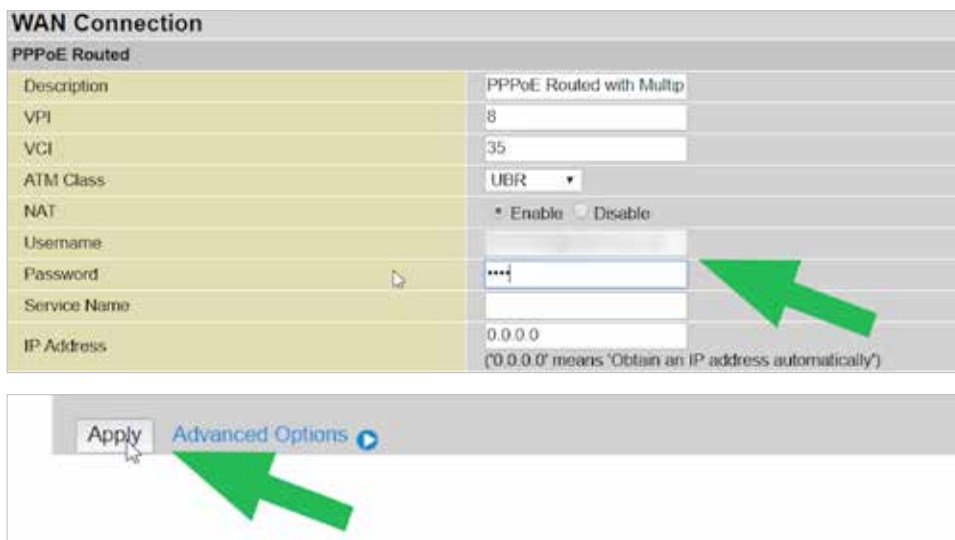 WAN Connection
PPPoE Routed
Description PPPoE Routed with Multip
VPI 8
VCI 35
ATM Class UBR
NAT Enable Disable
Username
Password ••••
Service Name
IP Address 0.0.0.0
('0.0.0.0' means 'Obtain an IP address automatically')
Apply Advanced Options